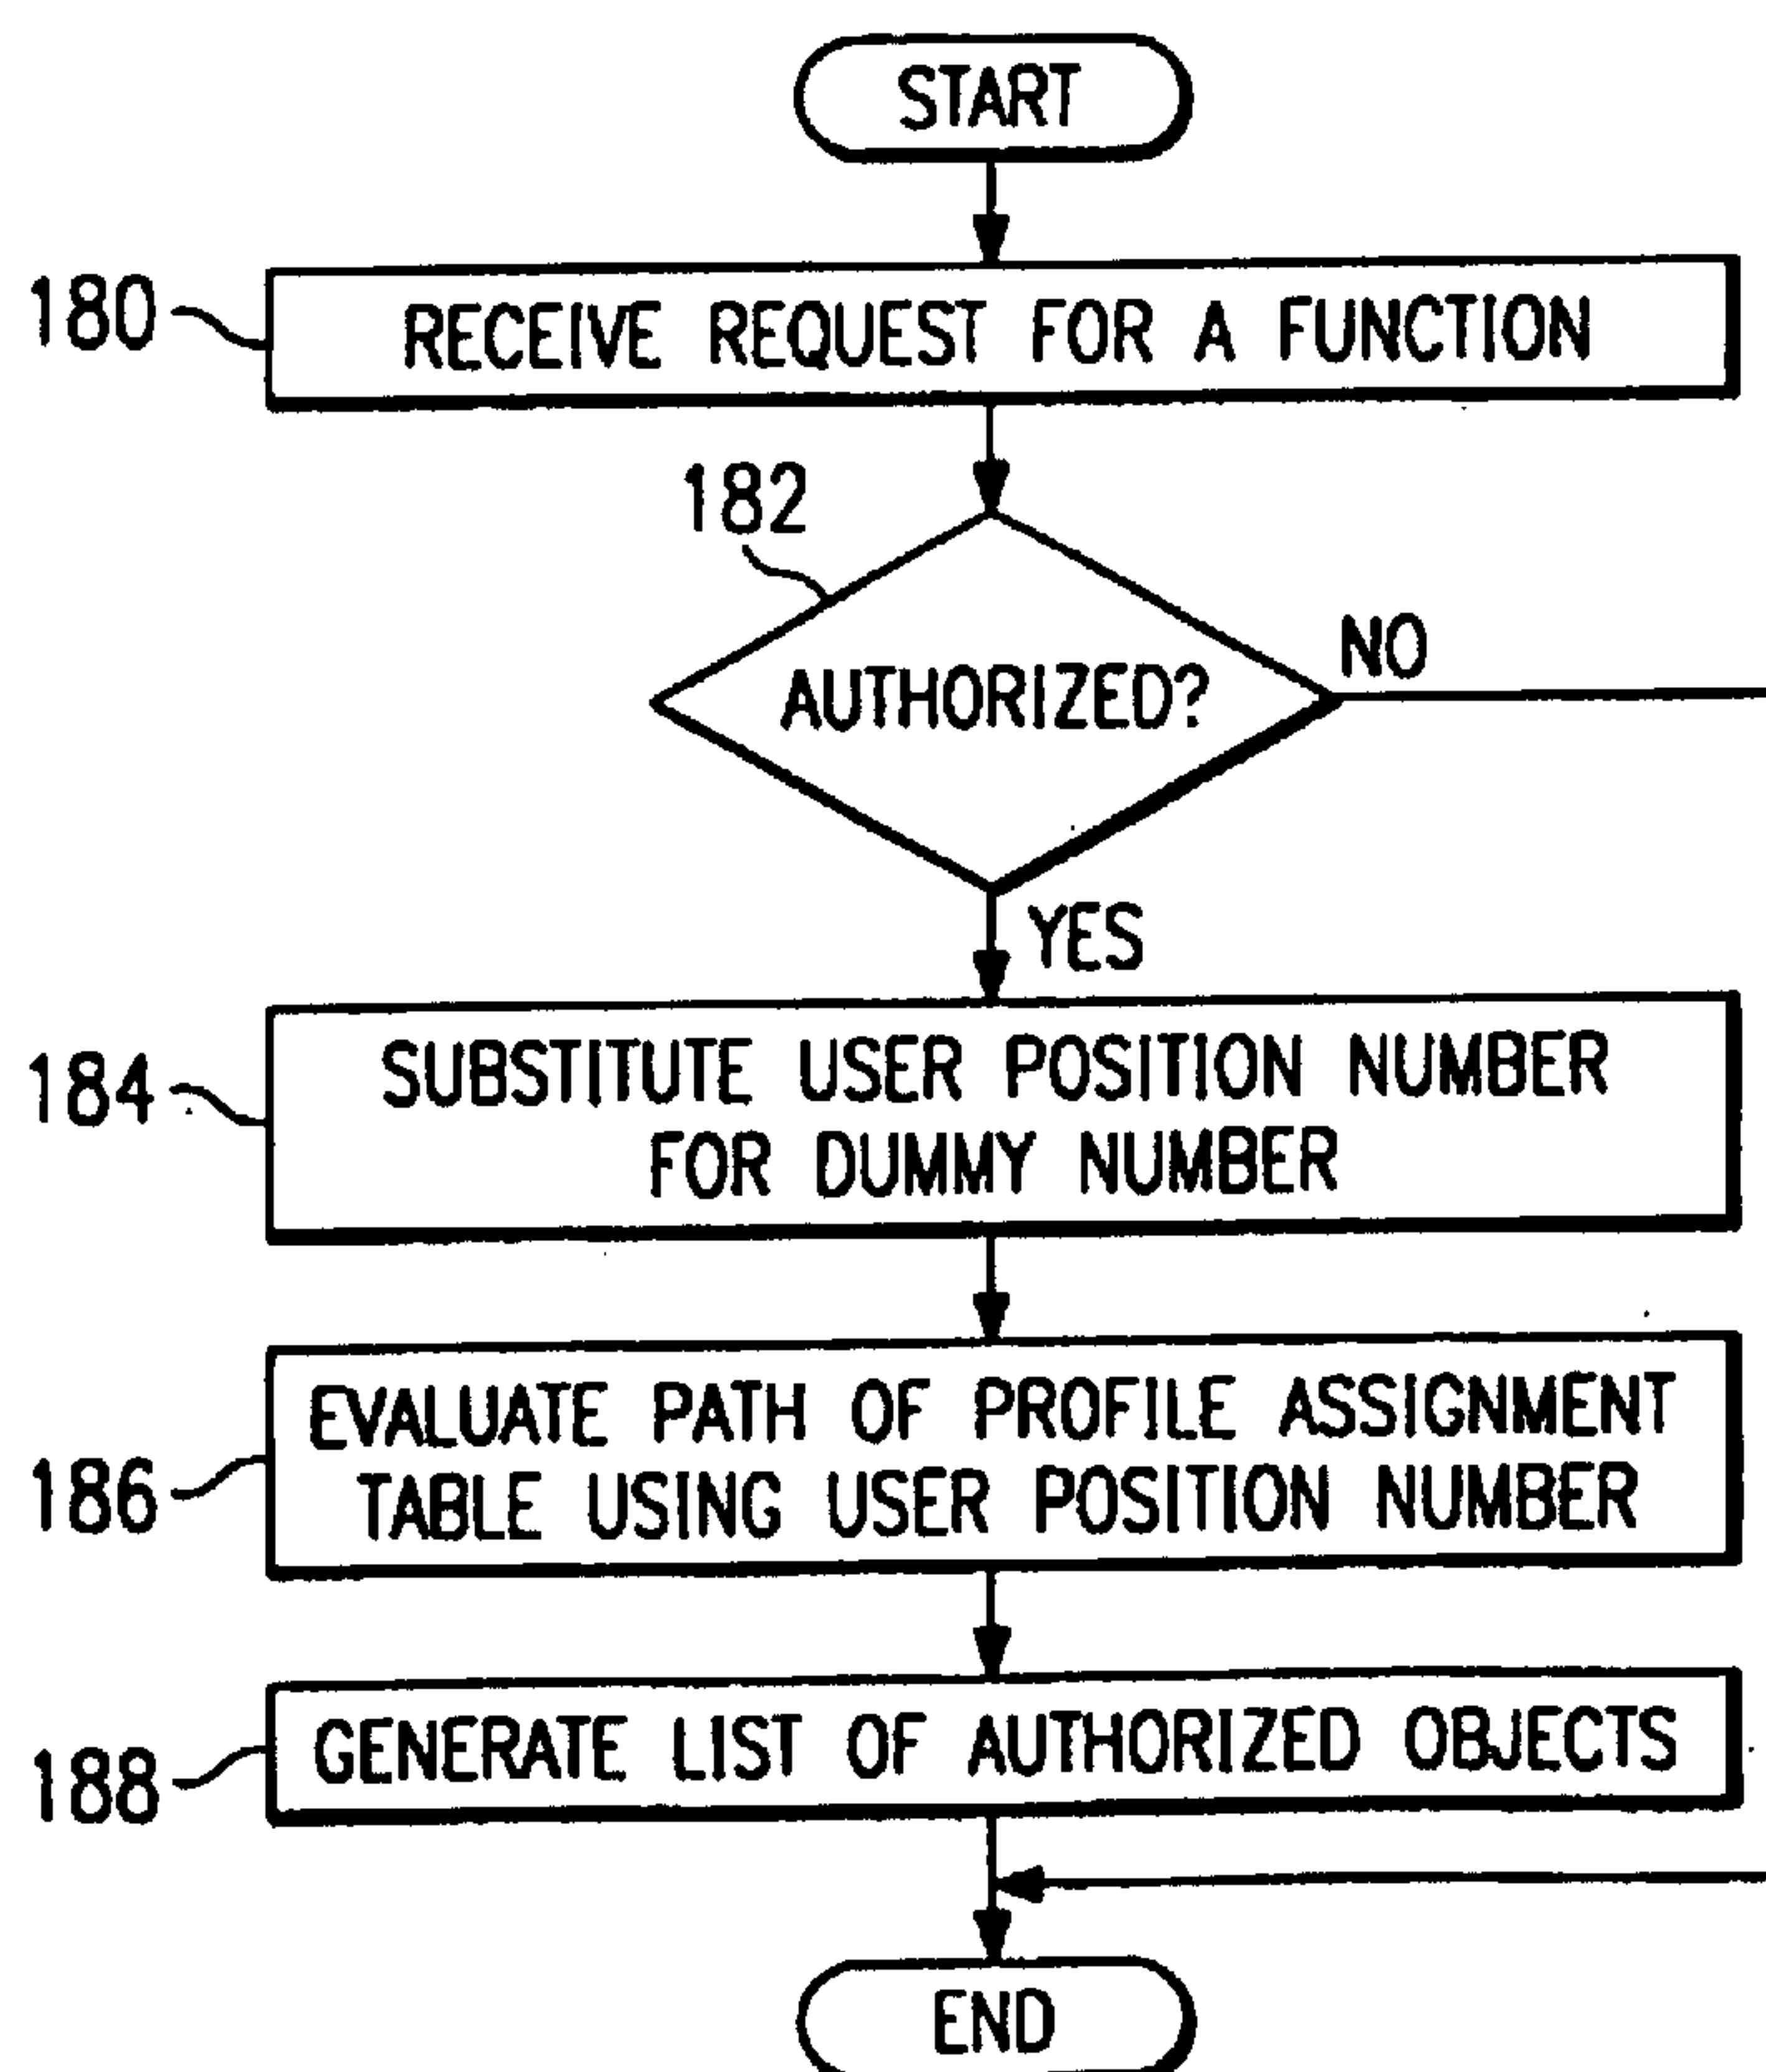 START
180
RECEIVE REQUEST FOR A FUNCTION
182
AUTHORIZED?
NO
YES
184
SUBSTITUTE USER POSITION NUMBER
FOR DUMMY NUMBER
186
EVALUATE PATH OF PROFILE ASSIGNMENT
TABLE USING USER POSITION NUMBER
188
GENERATE LIST OF AUTHORIZED OBJECTS
END